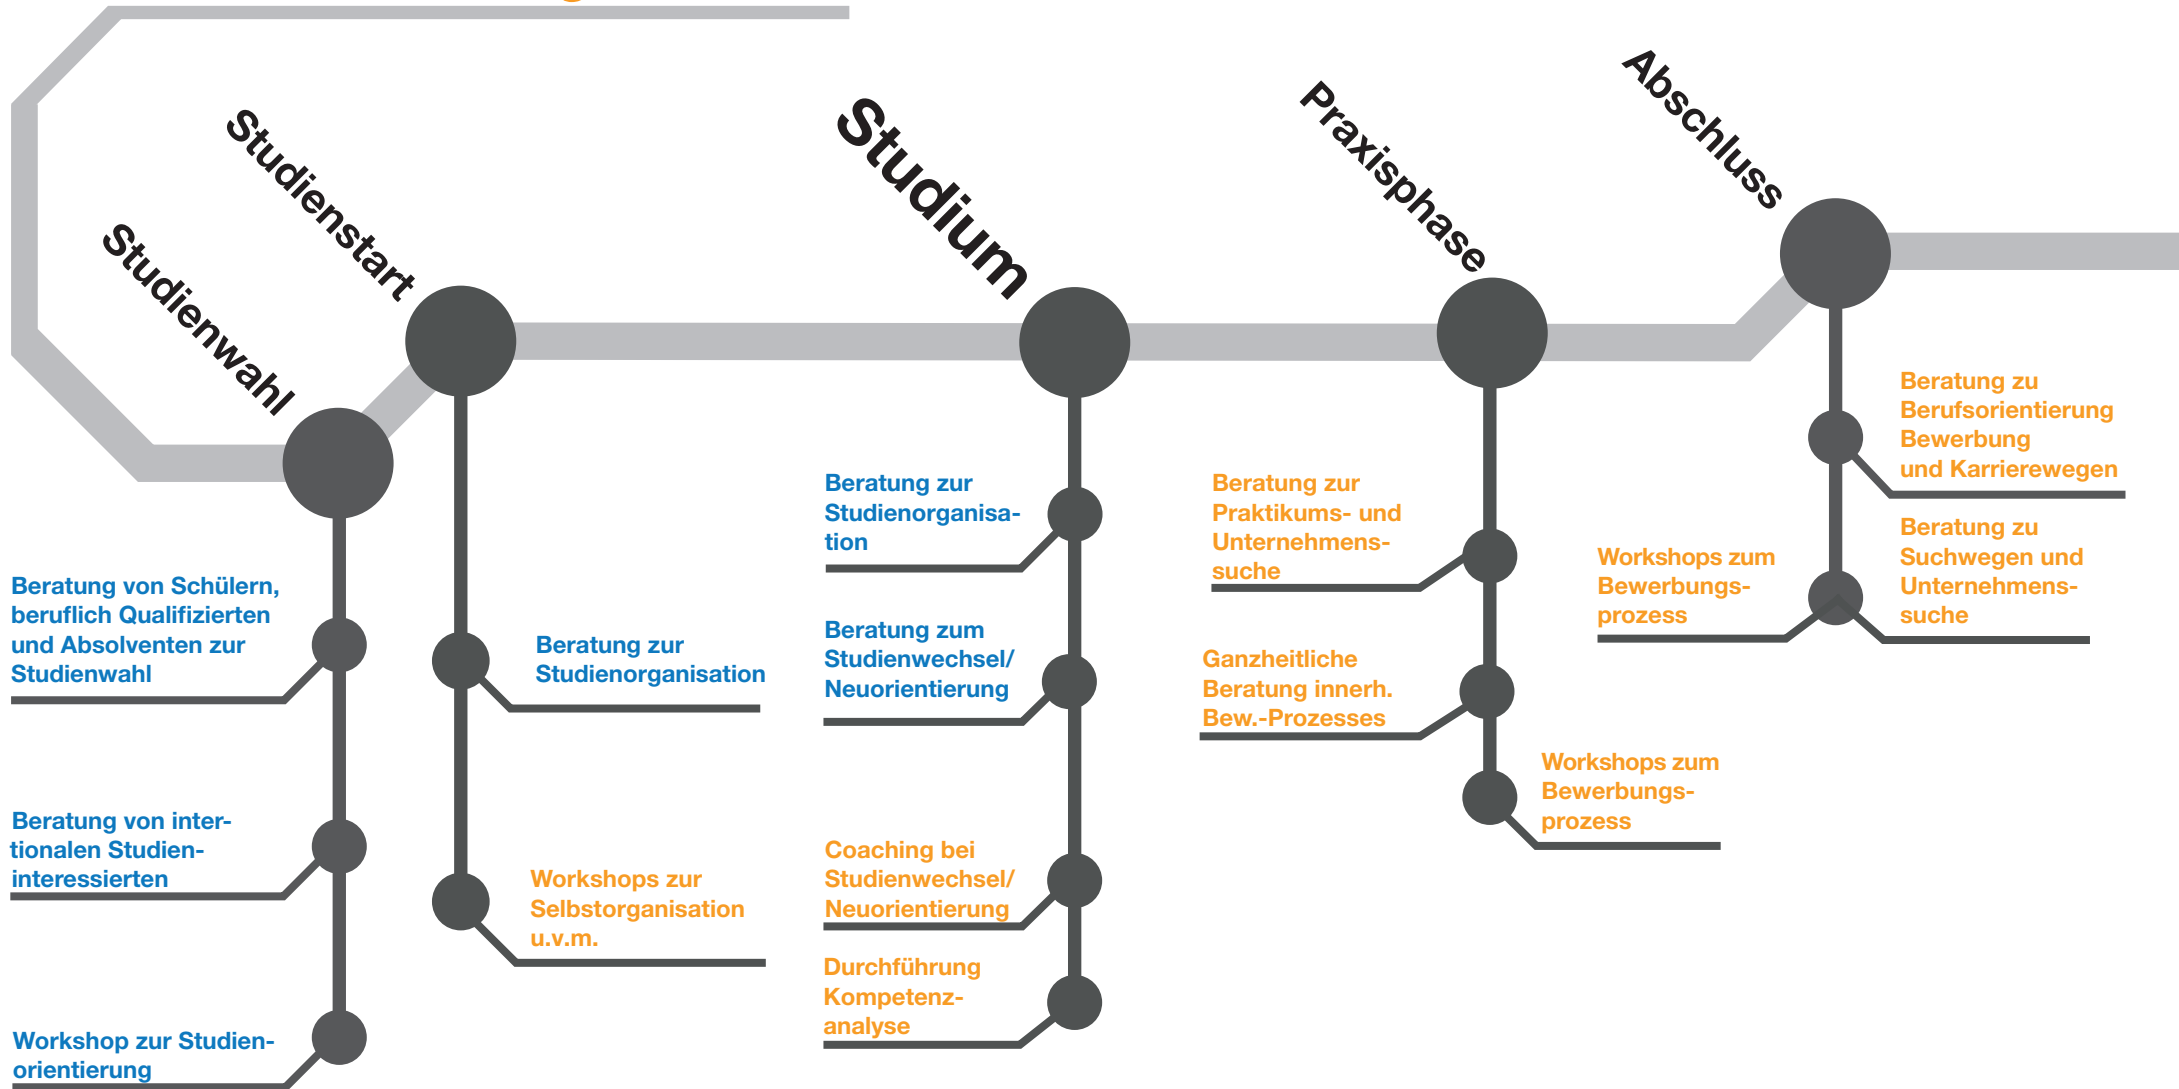 Studienwahl
Beratung von Schülern,
beruflich Qualifizierten
und Absolventen zur
Studienwahl
Beratung von inter-
tionalen Studien-
interessierten
Workshop zur Studien-
orientierung
Studienstart
Beratung zur
Studienorganisation
Workshops zur
Selbstorganisation
u.v.m.
Studium
Beratung zur
Studienorganisa-
tion
Beratung zum
Studienwechsel/
Neuorientierung
Coaching bei
Studienwechsel/
Neuorientierung
Durchführung
Kompetenz-
analyse
Praxisphase
Beratung zur
Praktikums- und
Unternehmens-
suche
Ganzheitliche
Beratung innerh.
Bew.-Prozesses
Workshops zum
Bewerbungs-
prozess
Abschluss
Beratung zu
Berufsorientierung
Bewerbung
und Karrierewegen
Workshops zum
Bewerbungs-
prozess
Beratung zu
Suchwegen und
Unternehmens-
suche